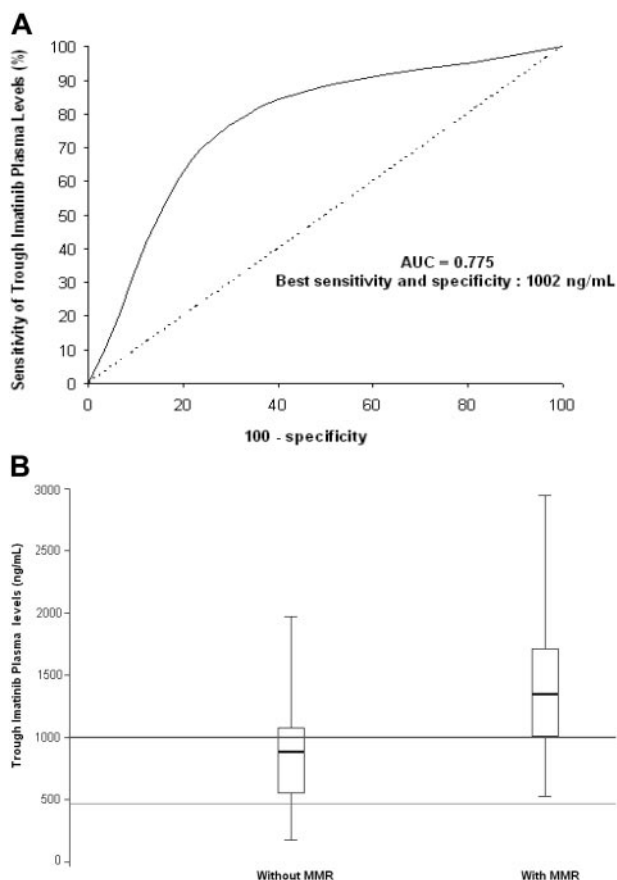 A
100
90
80
70
60
50
40
30
20
10
0
Sensitivity of Trough Imatinib Plasma Levels (%)
AUC = 0.775
Best sensitivity and specificity : 1002 ng/mL
0 20 40 60 80 100
100 - specificity
B
3000
2500
2000
1500
1000
500
0
Trough Imatinib Plasma levels (ng/mL)
Without MMR With MMR